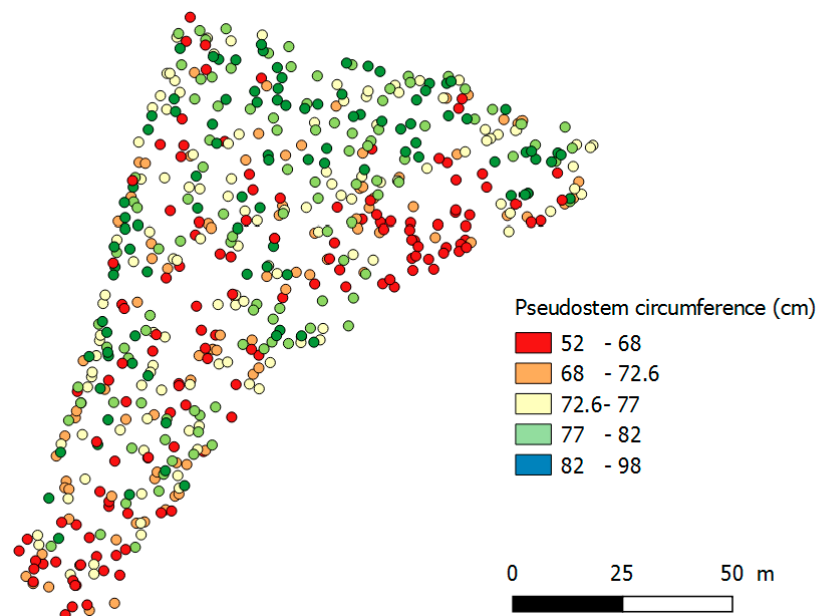 Pseudostem circumference (cm)
52 - 68
68 - 72.6
72.6- 77
77 - 82
82 - 98
0 25 50 m